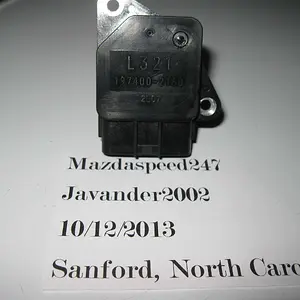 L321
Mazdaspeed247
Javander2002
10/12/2013
Sanford, North Caro